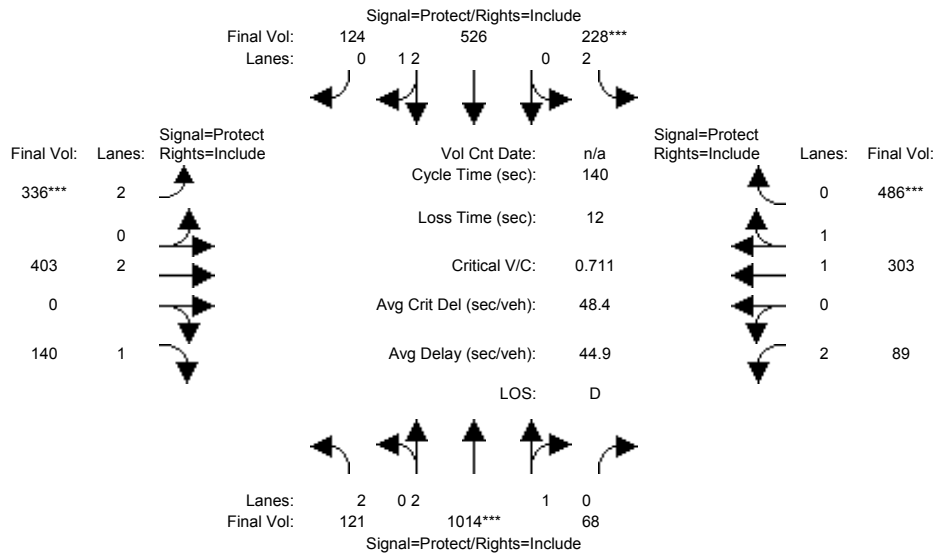 Signal=Protect/Rights=Include
Final Vol: 124 526 228***
Lanes: 0 1 2 0 2
Signal=Protect
Final Vol: Lanes: Rights=Include
Vol Cnt Date: n/a
Signal=Protect
Rights=Include Lanes: Final Vol:
Cycle Time (sec): 140
336*** 2
0 486***
Loss Time (sec): 12
0
1
403 2
Critical V/C: 0.711
1 303
0
Avg Crit Del (sec/veh): 48.4
0
140 1
Avg Delay (sec/veh): 44.9
2 89
LOS: D
Lanes: 2 0 2 1 0
Final Vol: 121 1014*** 68
Signal=Protect/Rights=Include